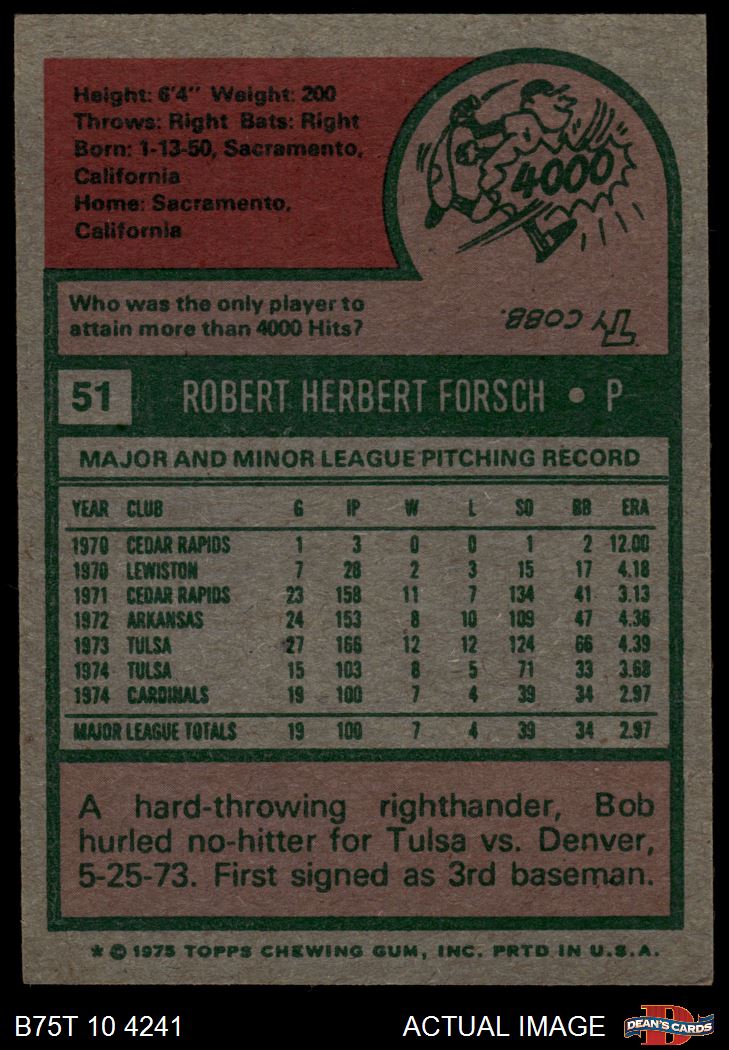 Height: 6'4" Weight: 200
Throws: Right Bats: Right
Born: 1-13-50, Sacramento,
California
Home: Sacramento,
California
4000
Who was the only player to
attain more than 4000 Hits?
TY COBB.
51 ROBERT HERBERT FORSCH • P
MAJOR AND MINOR LEAGUE PITCHING RECORD
YEAR CLUB G IP W L SO BB ERA
1970 CEDAR RAPIDS 1 3 0 0 1 2 12.00
1970 LEWISTON 7 28 2 3 15 17 4.18
1971 CEDAR RAPIDS 23 158 11 7 134 41 3.13
1972 ARKANSAS 24 153 8 10 109 47 4.36
1973 TULSA 27 166 12 12 124 66 4.39
1974 TULSA 15 103 8 5 71 33 3.68
1974 CARDINALS 19 100 7 4 39 34 2.97
MAJOR LEAGUE TOTALS 19 100 7 4 39 34 2.97
A hard-throwing righthander, Bob
hurled no-hitter for Tulsa vs. Denver,
5-25-73. First signed as 3rd baseman.
* © 1975 TOPPS CHEWING GUM, INC. PRTD IN U.S.A.
B75T 10 4241 ACTUAL IMAGE DEAN'S CARDS